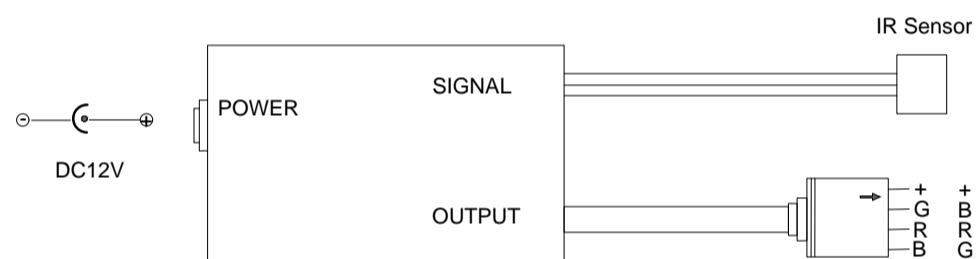 IR Sensor
SIGNAL
POWER
- +
DC12V
OUTPUT
+ +
G B
R R
B G